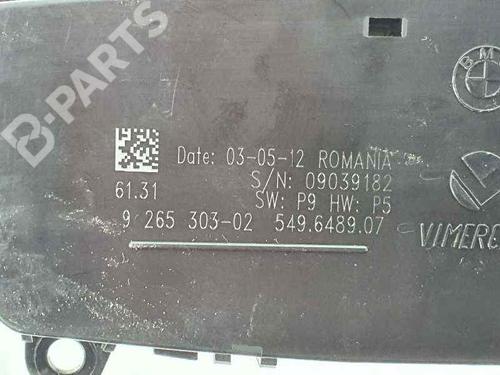 B-PARTS
BM
Date: 03-05-12 ROMANIA
S/N: 09039182
61.31
SW: P9 HW: P5
9 265 303-02 549.6489.07
VIMERC